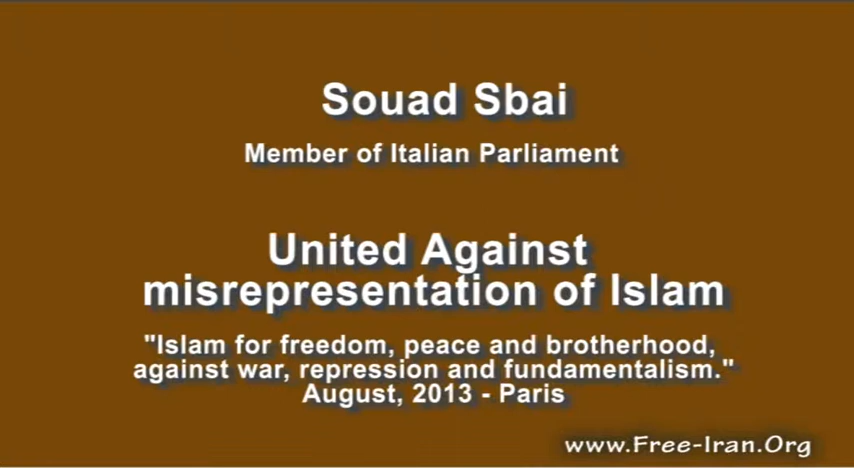 Souad Sbai
Member of Italian Parliament
United Against
misrepresentation of Islam
"Islam for freedom, peace and brotherhood,
against war, repression and fundamentalism."
August, 2013 - Paris
www.Free-Iran.Org